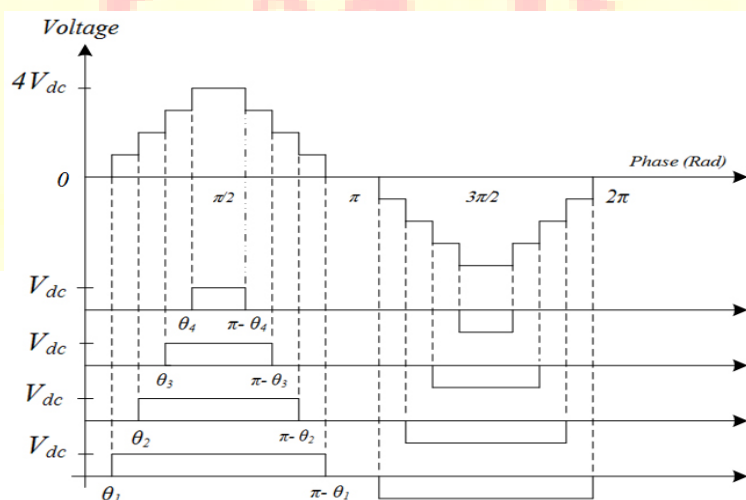 Voltage
4V_dc
Phase (Rad)
0
π/2
π
3π/2
2π
V_dc
θ₄
π- θ₄
V_dc
θ₃
π- θ₃
V_dc
θ₂
π- θ₂
V_dc
θ₁
π- θ₁